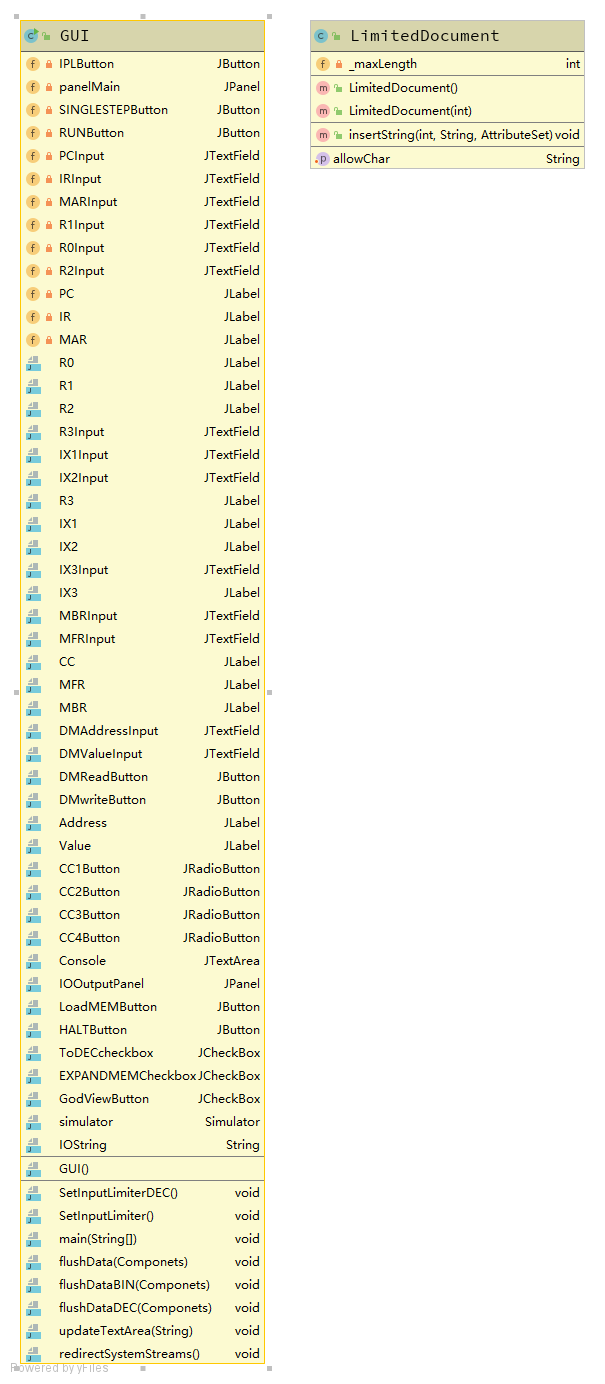 GUI
IPLButton JButton
panelMain JPanel
SINGLESTEPButton JButton
RUNButton JButton
PCInput JTextField
IRInput JTextField
MARInput JTextField
R1Input JTextField
R0Input JTextField
R2Input JTextField
PC JLabel
IR JLabel
MAR JLabel
R0 JLabel
R1 JLabel
R2 JLabel
R3Input JTextField
IX1Input JTextField
IX2Input JTextField
R3 JLabel
IX1 JLabel
IX2 JLabel
IX3Input JTextField
IX3 JLabel
MBRInput JTextField
MFRInput JTextField
CC JLabel
MFR JLabel
MBR JLabel
DMAddressInput JTextField
DMValueInput JTextField
DMReadButton JButton
DMwriteButton JButton
Address JLabel
Value JLabel
CC1Button JRadioButton
CC2Button JRadioButton
CC3Button JRadioButton
CC4Button JRadioButton
Console JTextArea
IOOutputPanel JPanel
LoadMEMButton JButton
HALTButton JButton
ToDECcheckbox JCheckBox
EXPANDMEMCheckbox JCheckBox
GodViewButton JCheckBox
simulator Simulator
IOString String
GUI()
SetInputLimiterDEC() void
SetInputLimiter() void
main(String[]) void
flushData(Componets) void
flushDataBIN(Componets) void
flushDataDEC(Componets) void
updateTextArea(String) void
redirectSystemStreams() void
Powered by yFiles
LimitedDocument
_maxLength int
LimitedDocument()
LimitedDocument(int)
insertString(int, String, AttributeSet) void
allowChar String